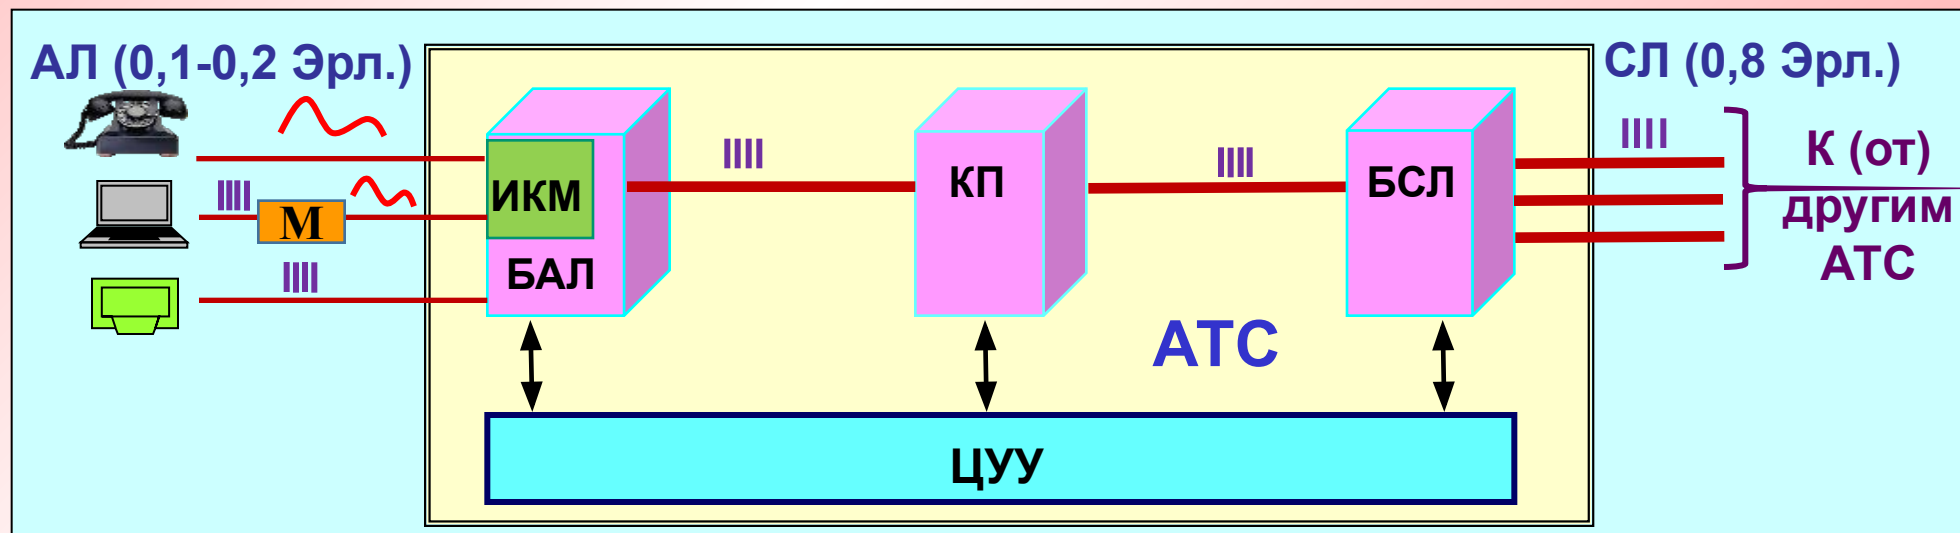 АЛ (0,1-0,2 Эрл.)
СЛ (0,8 Эрл.)
ИКМ
БАЛ
М
КП
БСЛ
К (от)
другим
АТС
АТС
ЦУУ